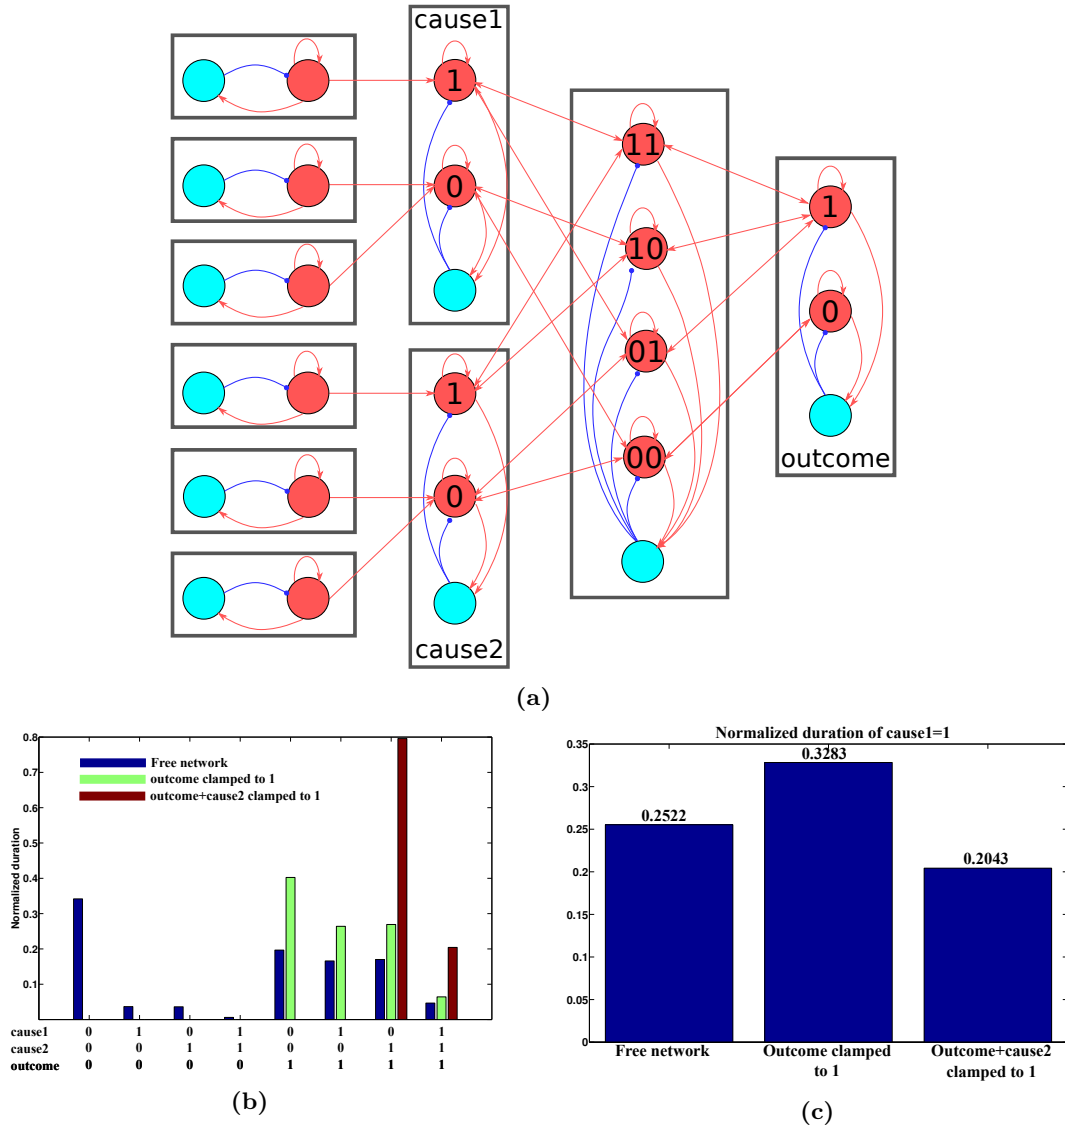 cause1
1
0
1
0
cause2
11
10
01
00
1
0
outcome
(a)
0.8
0.7
0.6
0.5
0.4
0.3
0.2
0.1
Normalized duration
Free network
outcome clamped to 1
outcome+cause2 clamped to 1
cause1 0 1 0 1 0 1 0 1
cause2 0 0 1 1 0 0 1 1
outcome 0 0 0 0 1 1 1 1
(b)
Normalized duration of cause1=1
0.35
0.3
0.25
0.2
0.15
0.1
0.05
0
0.2522
0.3283
0.2043
Free network
Outcome clamped
to 1
Outcome+cause2
clamped to 1
(c)